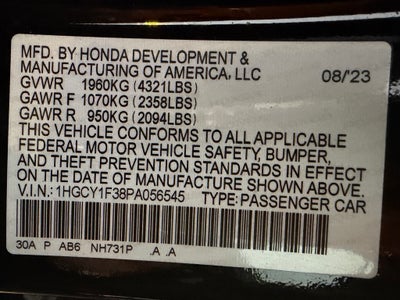 MFD. BY HONDA DEVELOPMENT &
MANUFACTURING OF AMERICA, LLC 08/'23
GVWR 1960KG (4321LBS)
GAWR F 1070KG (2358LBS)
GAWR R 950KG (2094LBS)
THIS VEHICLE CONFORMS TO ALL APPLICABLE
FEDERAL MOTOR VEHICLE SAFETY, BUMPER,
AND THEFT PREVENTION STANDARDS IN EFFECT
ON THE DATE OF MANUFACTURE SHOWN ABOVE.
V.I.N.: 1HGCY1F38PA056545 TYPE: PASSENGER CAR
30A P AB6 NH731P .A .A